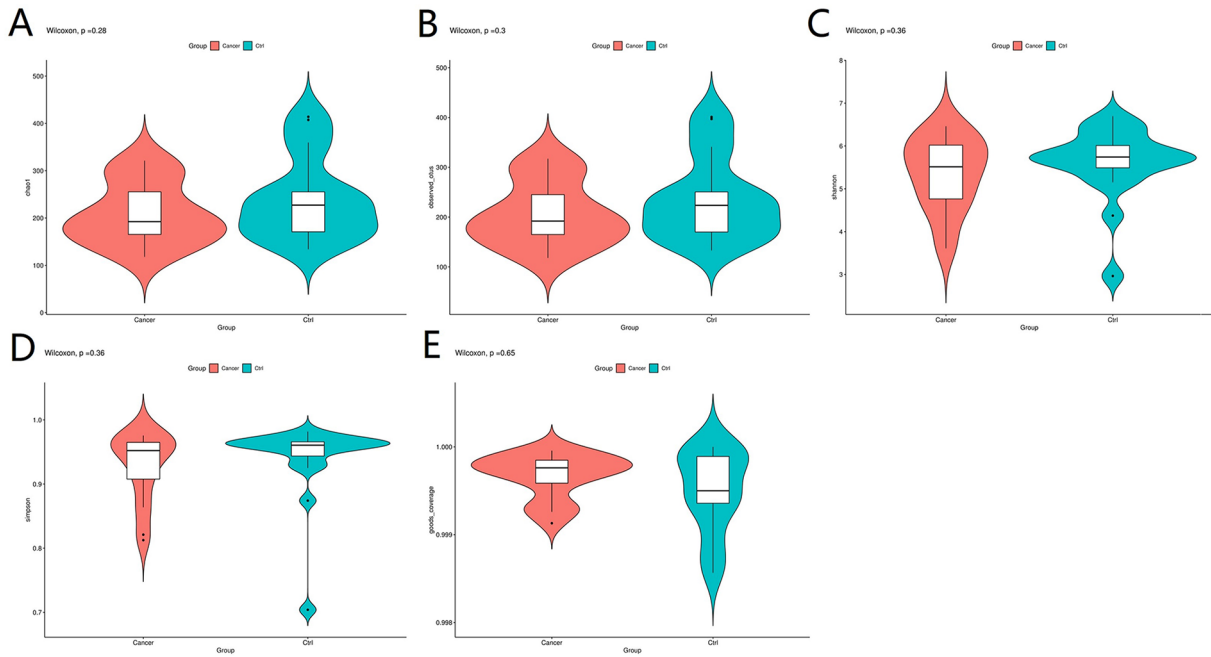 A
Wilcoxon, p =0.28
Group Cancer Ctrl
500
400
300
200
100
0
chao1
Cancer Ctrl
Group
B
Wilcoxon, p =0.3
Group Cancer Ctrl
500
400
300
200
100
observed_otus
Cancer Ctrl
Group
C
Wilcoxon, p =0.36
Group Cancer Ctrl
8
7
6
5
4
3
shannon
Cancer Ctrl
Group
D
Wilcoxon, p =0.36
Group Cancer Ctrl
1.0
0.9
0.8
0.7
simpson
Cancer Ctrl
Group
E
Wilcoxon, p =0.65
Group Cancer Ctrl
1.000
0.999
0.998
goods_coverage
Cancer Ctrl
Group